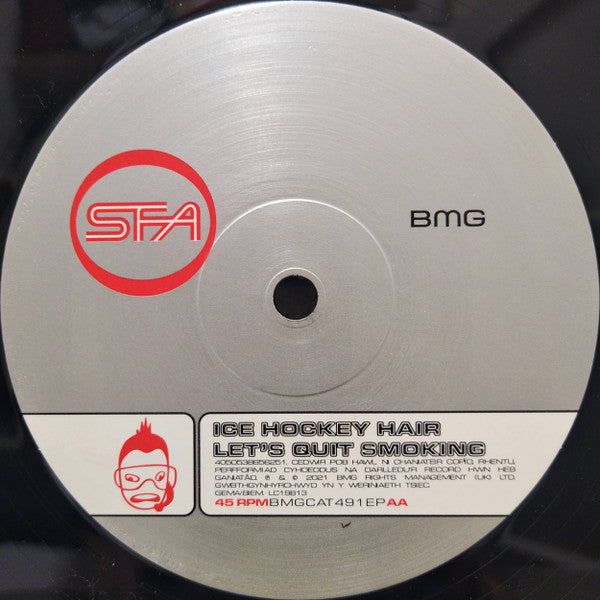 SFA
BMG
ICE HOCKEY HAIR
LET'S QUIT SMOKING
4050538656251. CEDWIR POB HAWL. NI CHANIATEIR COPÏO, RHENTU,
PERFFORMIAD CYHOEDDUS NA DARLLEDU'R RECORD HWN HEB
GANIATÂD. ℗ & © 2021 BMG RIGHTS MANAGEMENT (UK) LTD.
GWEITHGYNHYRCHWYD YN Y WERINIAETH TSIEC.
GEMA/BIEM. LC19813
45 RPM BMGCAT491EP AA